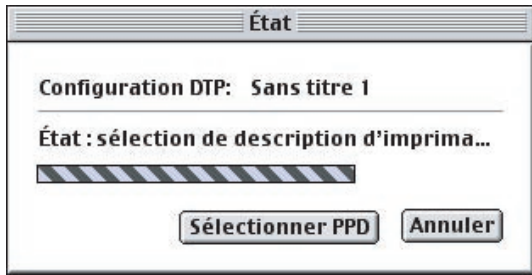 État
Configuration DTP: Sans titre 1
État : sélection de description d'imprima...
Sélectionner PPD Annuler